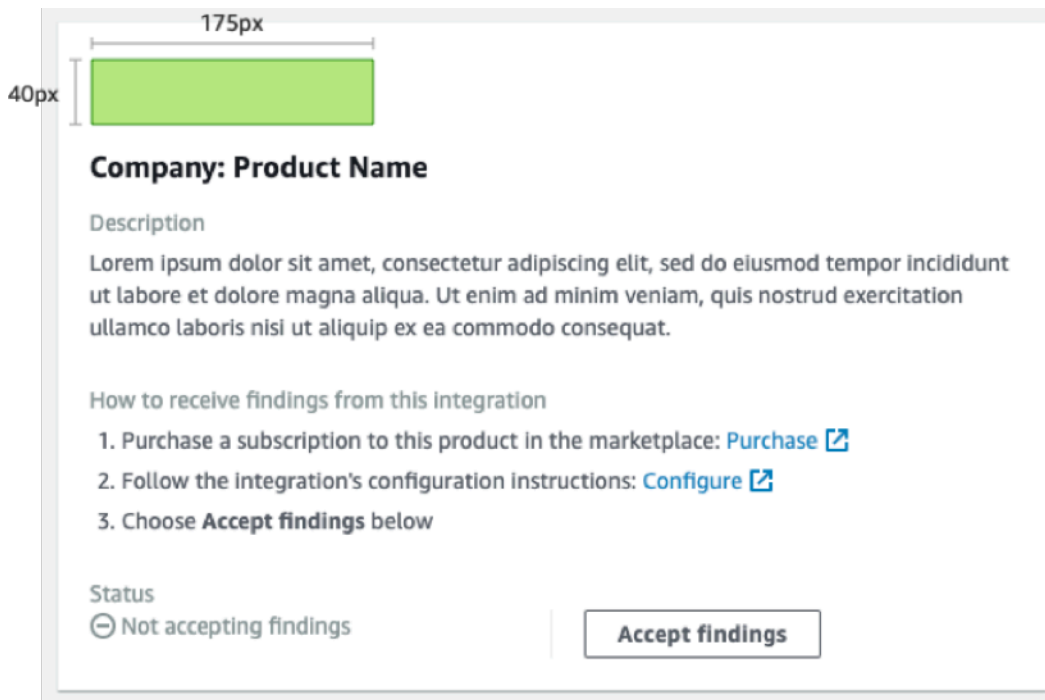 175px
40px
Company: Product Name
Description
Lorem ipsum dolor sit amet, consectetur adipiscing elit, sed do eiusmod tempor incididunt
ut labore et dolore magna aliqua. Ut enim ad minim veniam, quis nostrud exercitation
ullamco laboris nisi ut aliquip ex ea commodo consequat.
How to receive findings from this integration
1. Purchase a subscription to this product in the marketplace: Purchase
2. Follow the integration's configuration instructions: Configure
3. Choose Accept findings below
Status
Not accepting findings
Accept findings